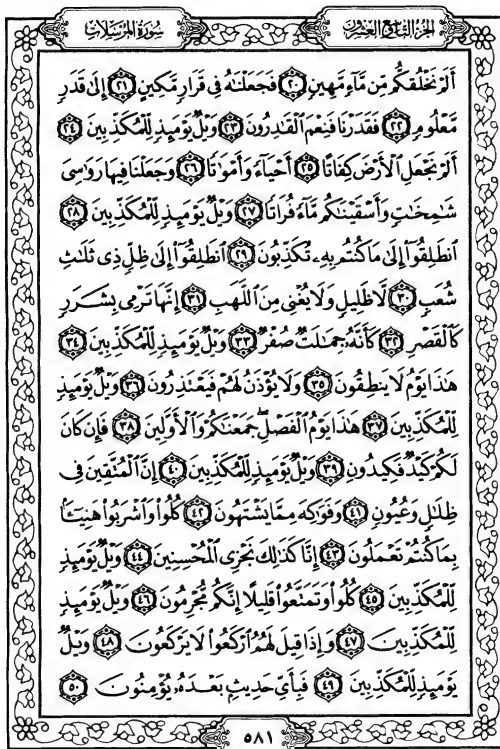 الجزء التاسع والعشرون
سورة المرسلات
أَلَمْ نَخْلُقكُّم مِّن مَّآءٍ مَّهِينٍ ﴿٢٠﴾ فَجَعَلْنَٰهُ فِى قَرَارٍ مَّكِينٍ ﴿٢١﴾ إِلَىٰ قَدَرٍ
مَّعْلُومٍ ﴿٢٢﴾ فَقَدَرْنَا فَنِعْمَ ٱلْقَٰدِرُونَ ﴿٢٣﴾ وَيْلٌ يَوْمَئِذٍ لِّلْمُكَذِّبِينَ ﴿٢٤﴾
أَلَمْ نَجْعَلِ ٱلْأَرْضَ كِفَاتًا ﴿٢٥﴾ أَحْيَآءً وَأَمْوَٰتًا ﴿٢٦﴾ وَجَعَلْنَا فِيهَا رَوَٰسِىَ
شَٰمِخَٰتٍ وَأَسْقَيْنَٰكُم مَّآءً فُرَاتًا ﴿٢٧﴾ وَيْلٌ يَوْمَئِذٍ لِّلْمُكَذِّبِينَ ﴿٢٨﴾
ٱنطَلِقُوٓا۟ إِلَىٰ مَا كُنتُم بِهِۦ تُكَذِّبُونَ ﴿٢٩﴾ ٱنطَلِقُوٓا۟ إِلَىٰ ظِلٍّ ذِى ثَلَٰثِ
شُعَبٍ ﴿٣٠﴾ لَّا ظَلِيلٍ وَلَا يُغْنِى مِنَ ٱللَّهَبِ ﴿٣١﴾ إِنَّهَا تَرْمِى بِشَرَرٍ
كَٱلْقَصْرِ ﴿٣٢﴾ كَأَنَّهُۥ جِمَٰلَتٌ صُفْرٌ ﴿٣٣﴾ وَيْلٌ يَوْمَئِذٍ لِّلْمُكَذِّبِينَ ﴿٣٤﴾
هَٰذَا يَوْمُ لَا يَنطِقُونَ ﴿٣٥﴾ وَلَا يُؤْذَنُ لَهُمْ فَيَعْتَذِرُونَ ﴿٣٦﴾ وَيْلٌ يَوْمَئِذٍ
لِّلْمُكَذِّبِينَ ﴿٣٧﴾ هَٰذَا يَوْمُ ٱلْفَصْلِ ۖ جَمَعْنَٰكُمْ وَٱلْأَوَّلِينَ ﴿٣٨﴾ فَإِن كَانَ
لَكُمْ كَيْدٌ فَكِيدُونِ ﴿٣٩﴾ وَيْلٌ يَوْمَئِذٍ لِّلْمُكَذِّبِينَ ﴿٤٠﴾ إِنَّ ٱلْمُتَّقِينَ فِى
ظِلَٰلٍ وَعُيُونٍ ﴿٤١﴾ وَفَوَٰكِهَ مِمَّا يَشْتَهُونَ ﴿٤٢﴾ كُلُوا۟ وَٱشْرَبُوا۟ هَنِيٓـًٔۢا
بِمَا كُنتُمْ تَعْمَلُونَ ﴿٤٣﴾ إِنَّا كَذَٰلِكَ نَجْزِى ٱلْمُحْسِنِينَ ﴿٤٤﴾ وَيْلٌ يَوْمَئِذٍ
لِّلْمُكَذِّبِينَ ﴿٤٥﴾ كُلُوا۟ وَتَمَتَّعُوا۟ قَلِيلًا إِنَّكُم مُّجْرِمُونَ ﴿٤٦﴾ وَيْلٌ يَوْمَئِذٍ
لِّلْمُكَذِّبِينَ ﴿٤٧﴾ وَإِذَا قِيلَ لَهُمُ ٱرْكَعُوا۟ لَا يَرْكَعُونَ ﴿٤٨﴾ وَيْلٌ
يَوْمَئِذٍ لِّلْمُكَذِّبِينَ ﴿٤٩﴾ فَبِأَىِّ حَدِيثٍۭ بَعْدَهُۥ يُؤْمِنُونَ ﴿٥٠﴾
٥٨١